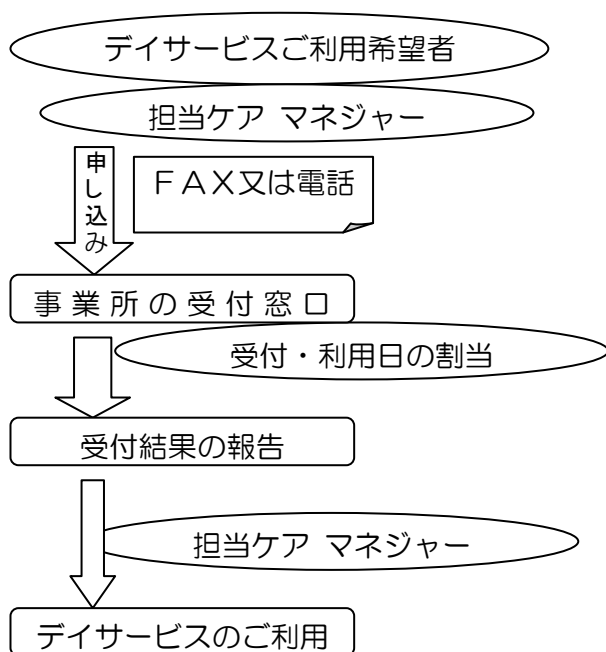 デイサービスご利用希望者
担当ケア マネジャー
申し込み
ＦＡＸ又は電話
事 業 所 の 受 付 窓 口
受付・利用日の割当
受付結果の報告
担当ケア マネジャー
デイサービスのご利用